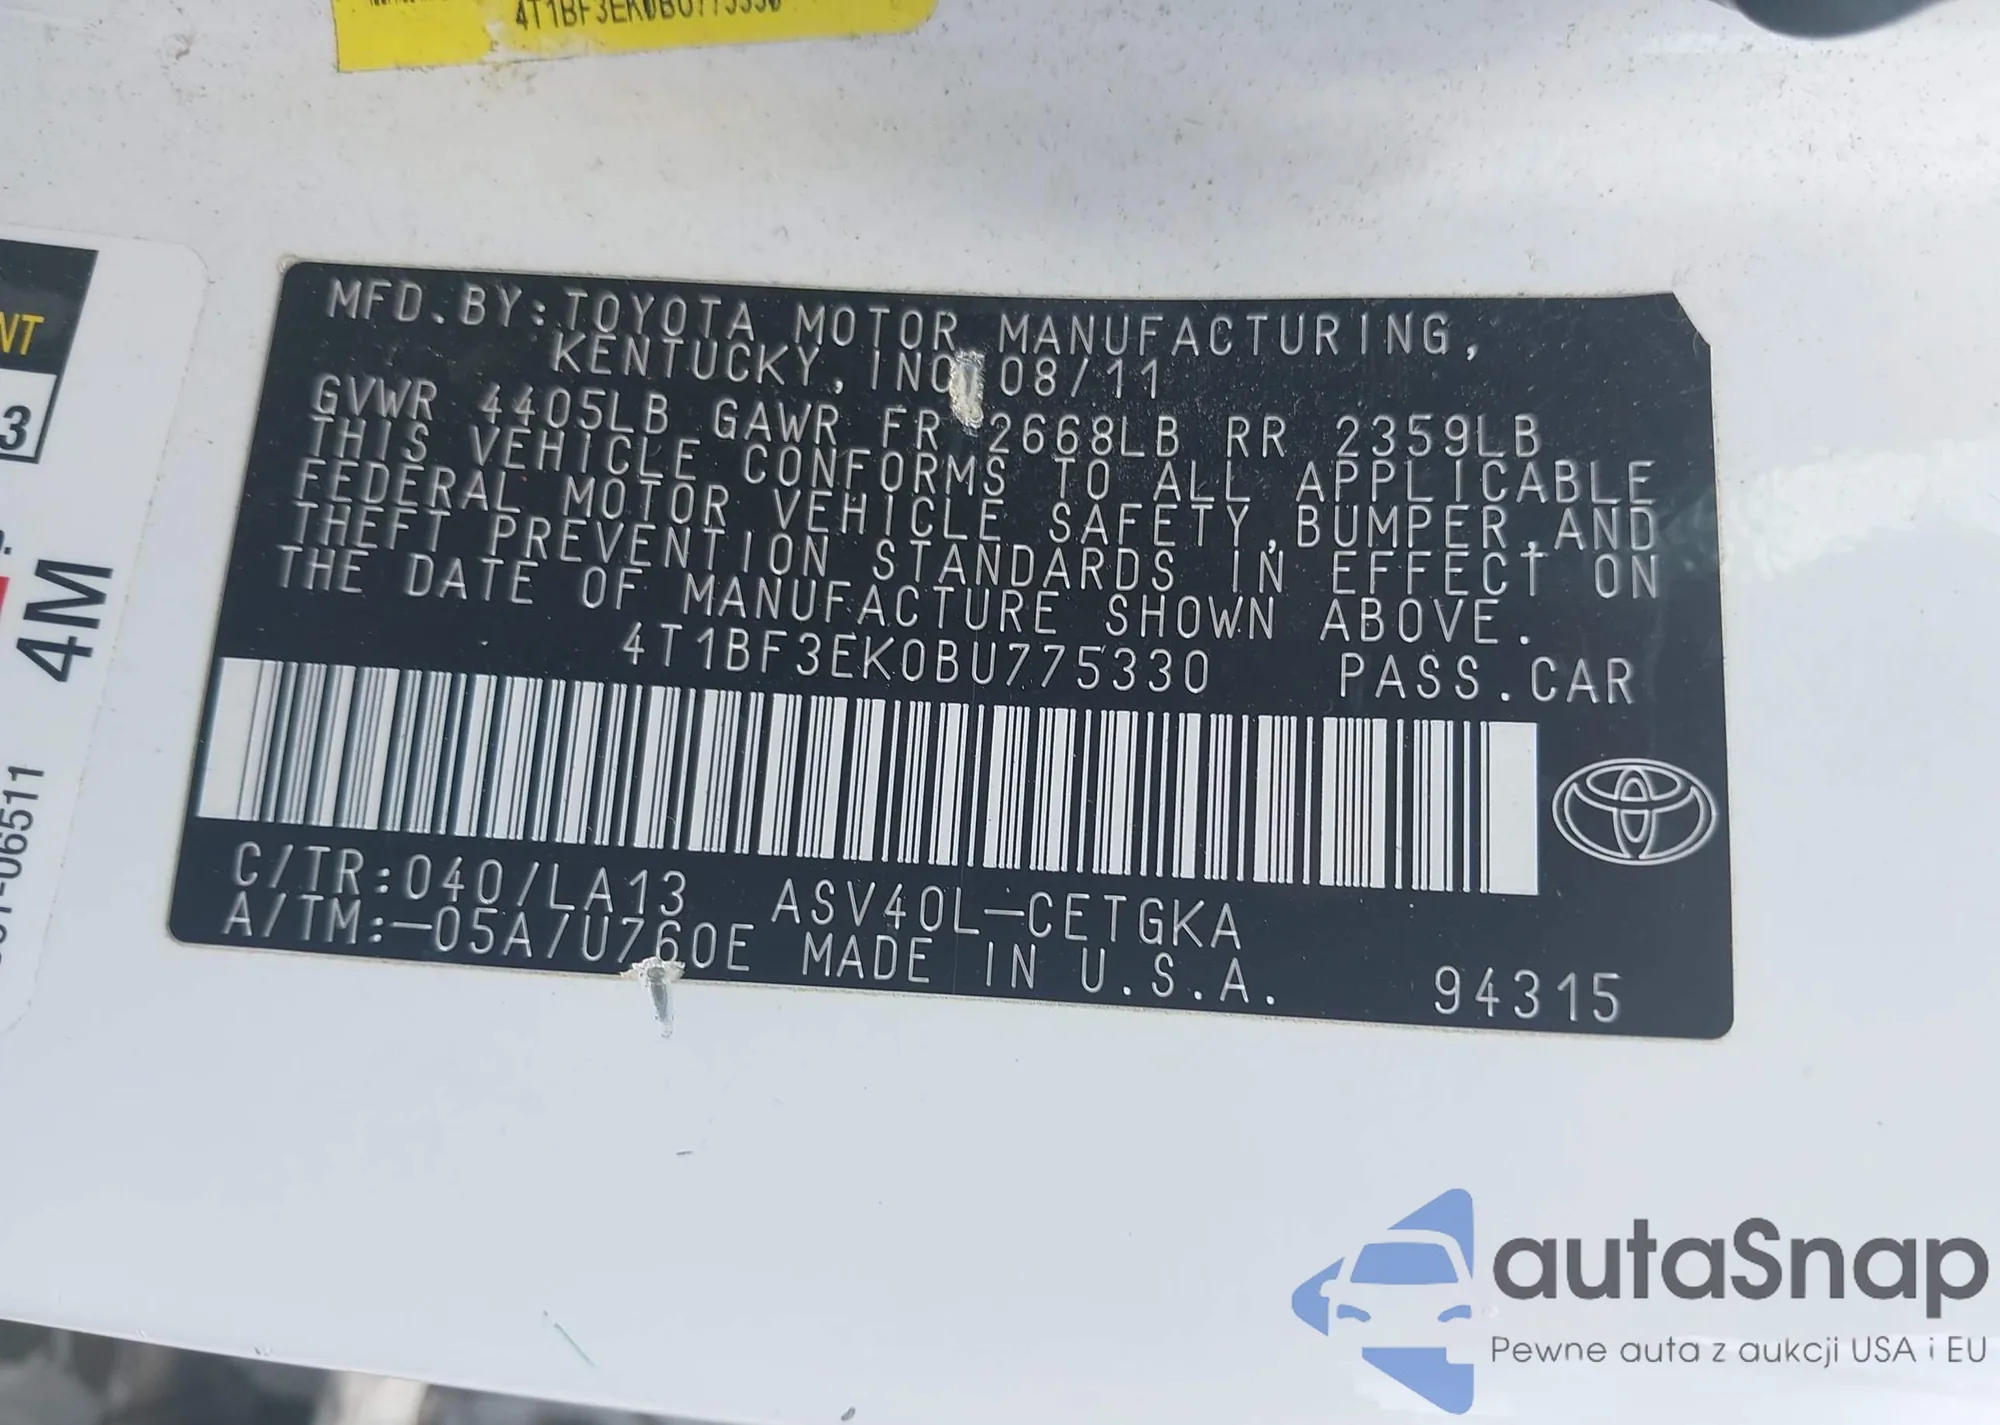 4T1BF3EK0BU775330
MFD.BY:TOYOTA MOTOR MANUFACTURING,
KENTUCKY, INC. 08/11
GVWR 4405LB GAWR FR 2668LB RR 2359LB
THIS VEHICLE CONFORMS TO ALL APPLICABLE
FEDERAL MOTOR VEHICLE SAFETY,BUMPER,AND
THEFT PREVENTION STANDARDS IN EFFECT ON
THE DATE OF MANUFACTURE SHOWN ABOVE.
4T1BF3EK0BU775330 PASS.CAR
C/TR:040/LA13 ASV40L-CETGKA
A/TM:-05A/U760E MADE IN U.S.A. 94315
NT
3
4M
-06511
autaSnap
Pewne auta z aukcji USA i EU